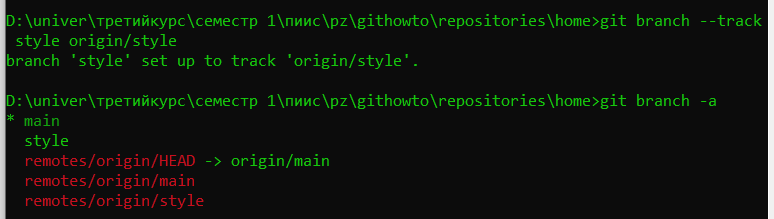 D:\univer\третийкурс\семестр 1\пиис\pz\githowto\repositories\home>git branch --track
 style origin/style
branch 'style' set up to track 'origin/style'.
D:\univer\третийкурс\семестр 1\пиис\pz\githowto\repositories\home>git branch -a
* main
  style
  remotes/origin/HEAD -> origin/main
  remotes/origin/main
  remotes/origin/style